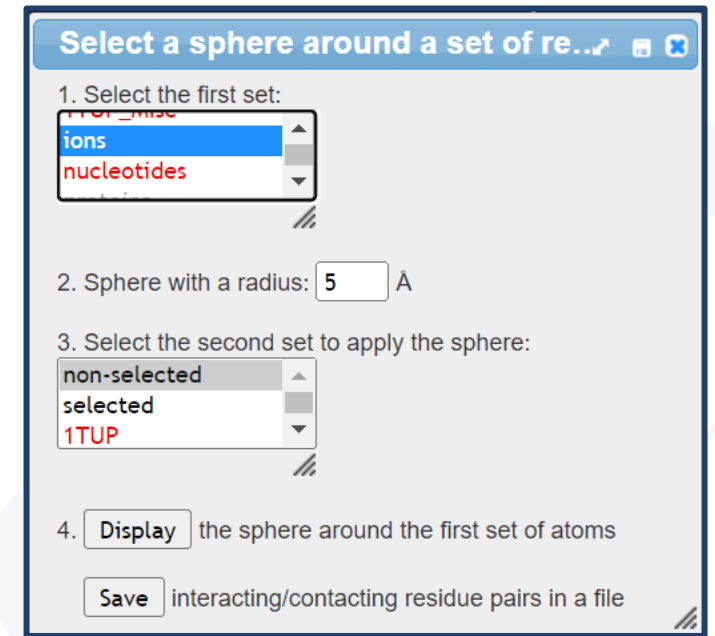 Select a sphere around a set of re...
1. Select the first set:
1TUP_misc
ions
nucleotides
proteins
2. Sphere with a radius: 5 Å
3. Select the second set to apply the sphere:
non-selected
selected
1TUP
4. Display the sphere around the first set of atoms
Save interacting/contacting residue pairs in a file